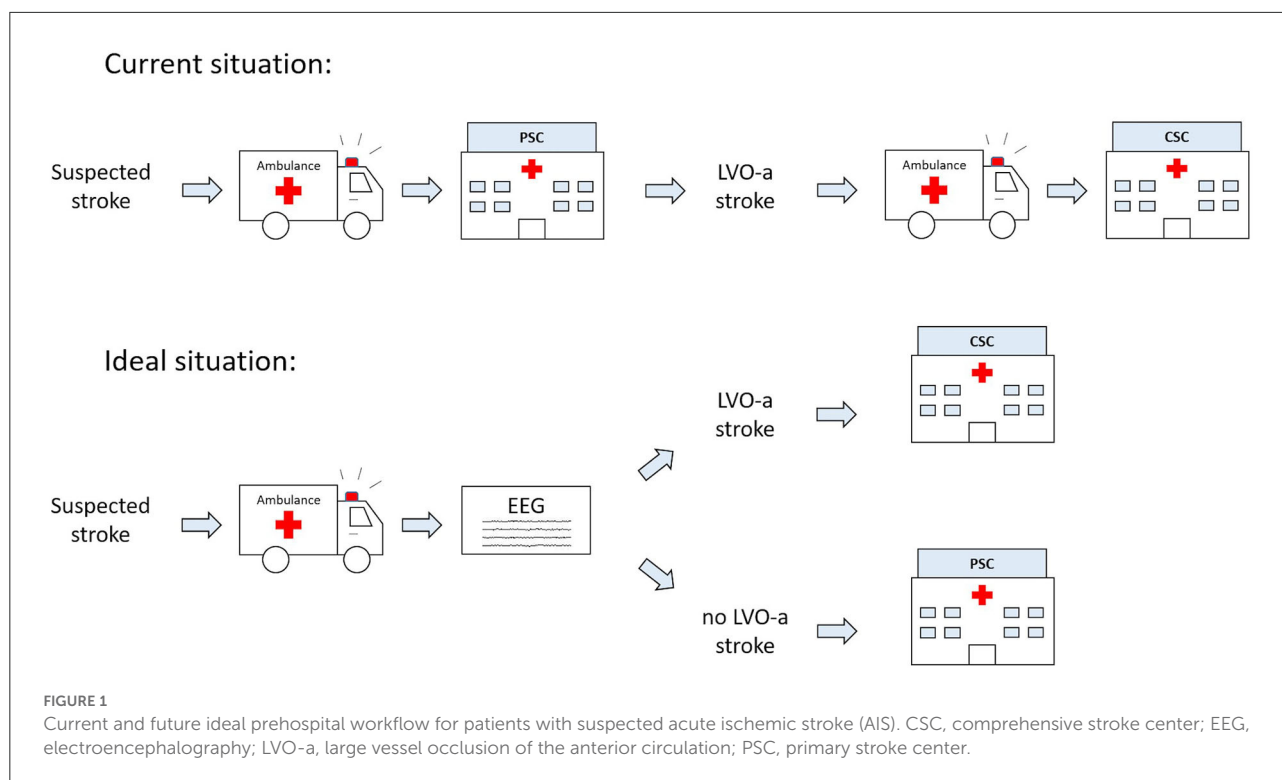 Current situation:
Suspected
stroke
Ambulance
PSC
LVO-a
stroke
Ambulance
CSC
Ideal situation:
Suspected
stroke
Ambulance
EEG
LVO-a
stroke
CSC
no LVO-a
stroke
PSC
FIGURE 1
Current and future ideal prehospital workflow for patients with suspected acute ischemic stroke (AIS). CSC, comprehensive stroke center; EEG,
electroencephalography; LVO-a, large vessel occlusion of the anterior circulation; PSC, primary stroke center.